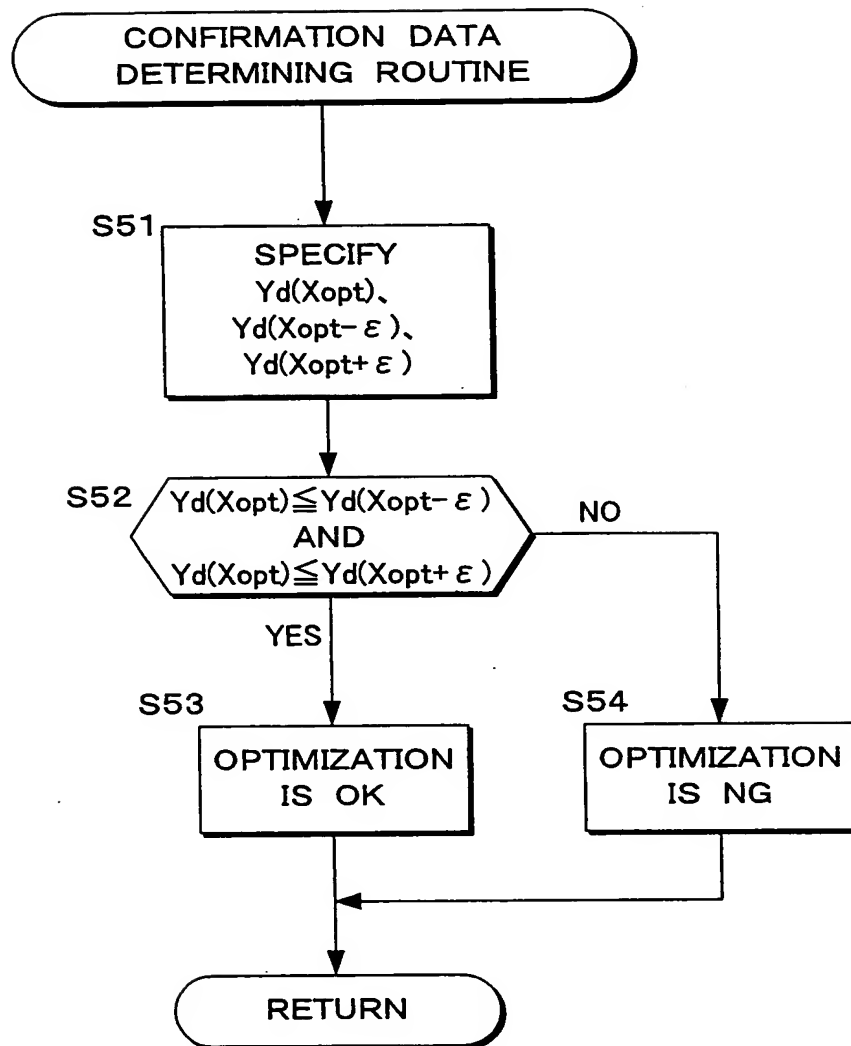 CONFIRMATION DATA
DETERMINING ROUTINE
S51
SPECIFY
Yd(Xopt)、
Yd(Xopt-ε)、
Yd(Xopt+ε)
S52
Yd(Xopt)≦Yd(Xopt-ε)
AND
Yd(Xopt)≦Yd(Xopt+ε)
NO
YES
S53
OPTIMIZATION
IS OK
S54
OPTIMIZATION
IS NG
RETURN